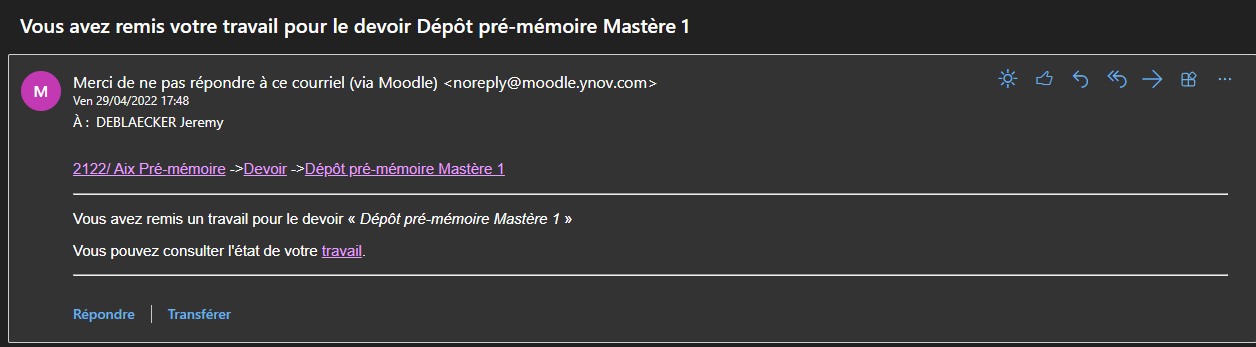 Vous avez remis votre travail pour le devoir Dépôt pré-mémoire Mastère 1
M
Merci de ne pas répondre à ce courriel (via Moodle) <noreply@moodle.ynov.com>
Ven 29/04/2022 17:48
À : DEBLAECKER Jeremy
2122/ Aix Pré-mémoire ->Devoir ->Dépôt pré-mémoire Mastère 1
Vous avez remis un travail pour le devoir « Dépôt pré-mémoire Mastère 1 »
Vous pouvez consulter l'état de votre travail.
Répondre | Transférer